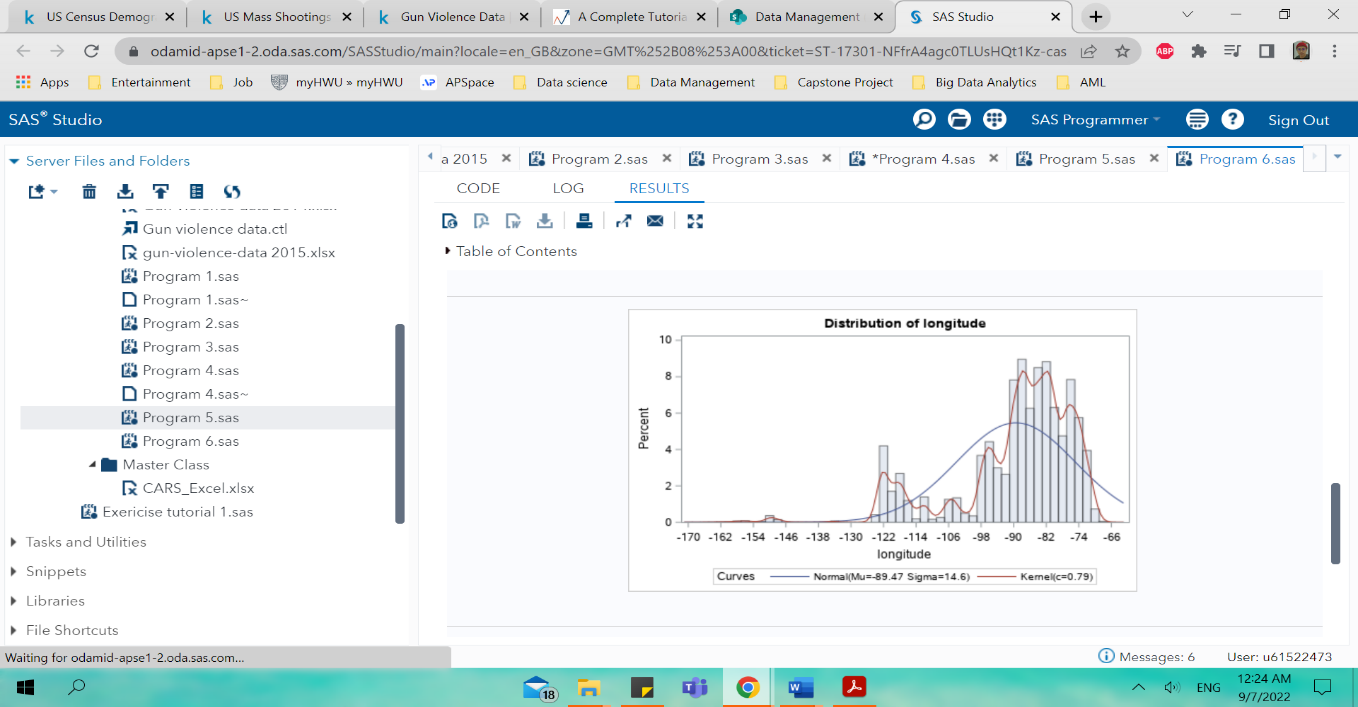 US Census Demogr
US Mass Shootings
Gun Violence Data
A Complete Tutoria
Data Management
SAS Studio
odamid-apse1-2.oda.sas.com/SASStudio/main?locale=en_GB&zone=GMT%252B08%253A00&ticket=ST-17301-NFfrA4agc0TLUsHQt1Kz-cas
ABP
Apps
Entertainment
Job
myHWU » myHWU
APSpace
Data science
Data Management
Capstone Project
Big Data Analytics
AML
SAS® Studio
SAS Programmer
Sign Out
Server Files and Folders
a 2015
Program 2.sas
Program 3.sas
*Program 4.sas
Program 5.sas
Program 6.sas
CODE
LOG
RESULTS
Table of Contents
Gun violence data.ctl
gun-violence-data 2015.xlsx
Program 1.sas
Program 1.sas~
Program 2.sas
Program 3.sas
Program 4.sas
Program 4.sas~
Program 5.sas
Program 6.sas
Master Class
CARS_Excel.xlsx
Exericise tutorial 1.sas
Tasks and Utilities
Snippets
Libraries
File Shortcuts
Distribution of longitude
Percent
10
8
6
4
2
0
-170 -162 -154 -146 -138 -130 -122 -114 -106 -98 -90 -82 -74 -66
longitude
Curves Normal(Mu=-89.47 Sigma=14.6) Kernel(c=0.79)
Waiting for odamid-apse1-2.oda.sas.com...
Messages: 6
User: u61522473
18
ENG
12:24 AM
9/7/2022